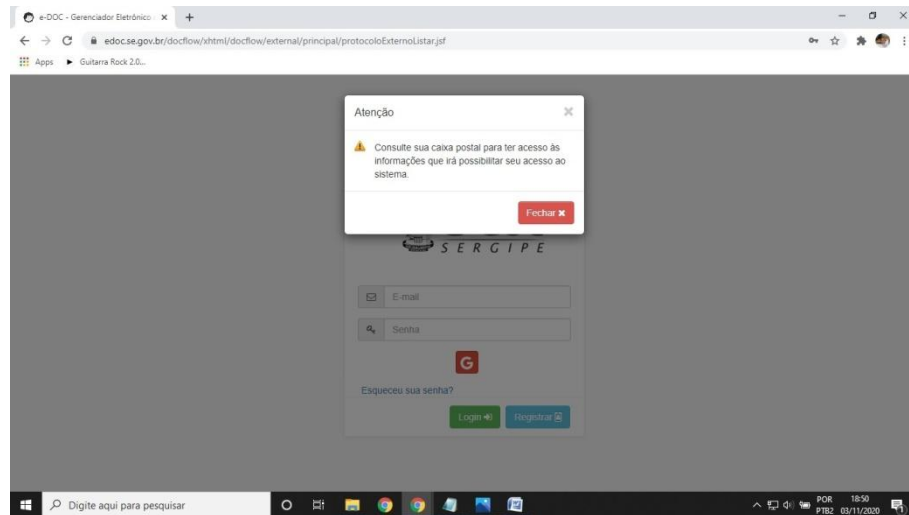 e-DOC - Gerenciador Eletrônico
edoc.se.gov.br/docflow/xhtml/docflow/external/principal/protocoloExternoListar.jsf
Apps Guitarra Rock 2.0...
Atenção
Consulte sua caixa postal para ter acesso às
informações que irá possibilitar seu acesso ao
sistema.
Fechar
SERGIPE
E-mail
Senha
G
Esqueceu sua senha?
Login Registrar
Digite aqui para pesquisar
POR 18:50
PTB2 03/11/2020